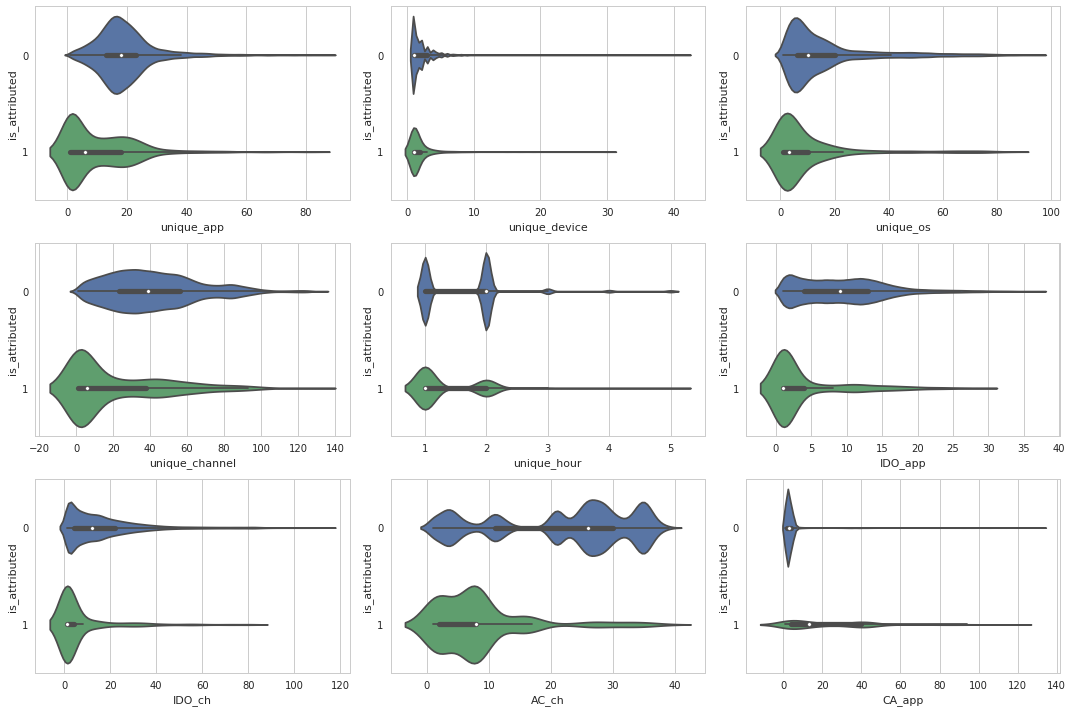 is_attributed
0
1
0 20 40 60 80
unique_app
is_attributed
0
1
0 10 20 30 40
unique_device
is_attributed
0
1
0 20 40 60 80 100
unique_os
is_attributed
0
1
−20 0 20 40 60 80 100 120 140
unique_channel
is_attributed
0
1
1 2 3 4 5
unique_hour
is_attributed
0
1
0 5 10 15 20 25 30 35 40
IDO_app
is_attributed
0
1
0 20 40 60 80 100 120
IDO_ch
is_attributed
0
1
0 10 20 30 40
AC_ch
is_attributed
0
1
0 20 40 60 80 100 120 140
CA_app